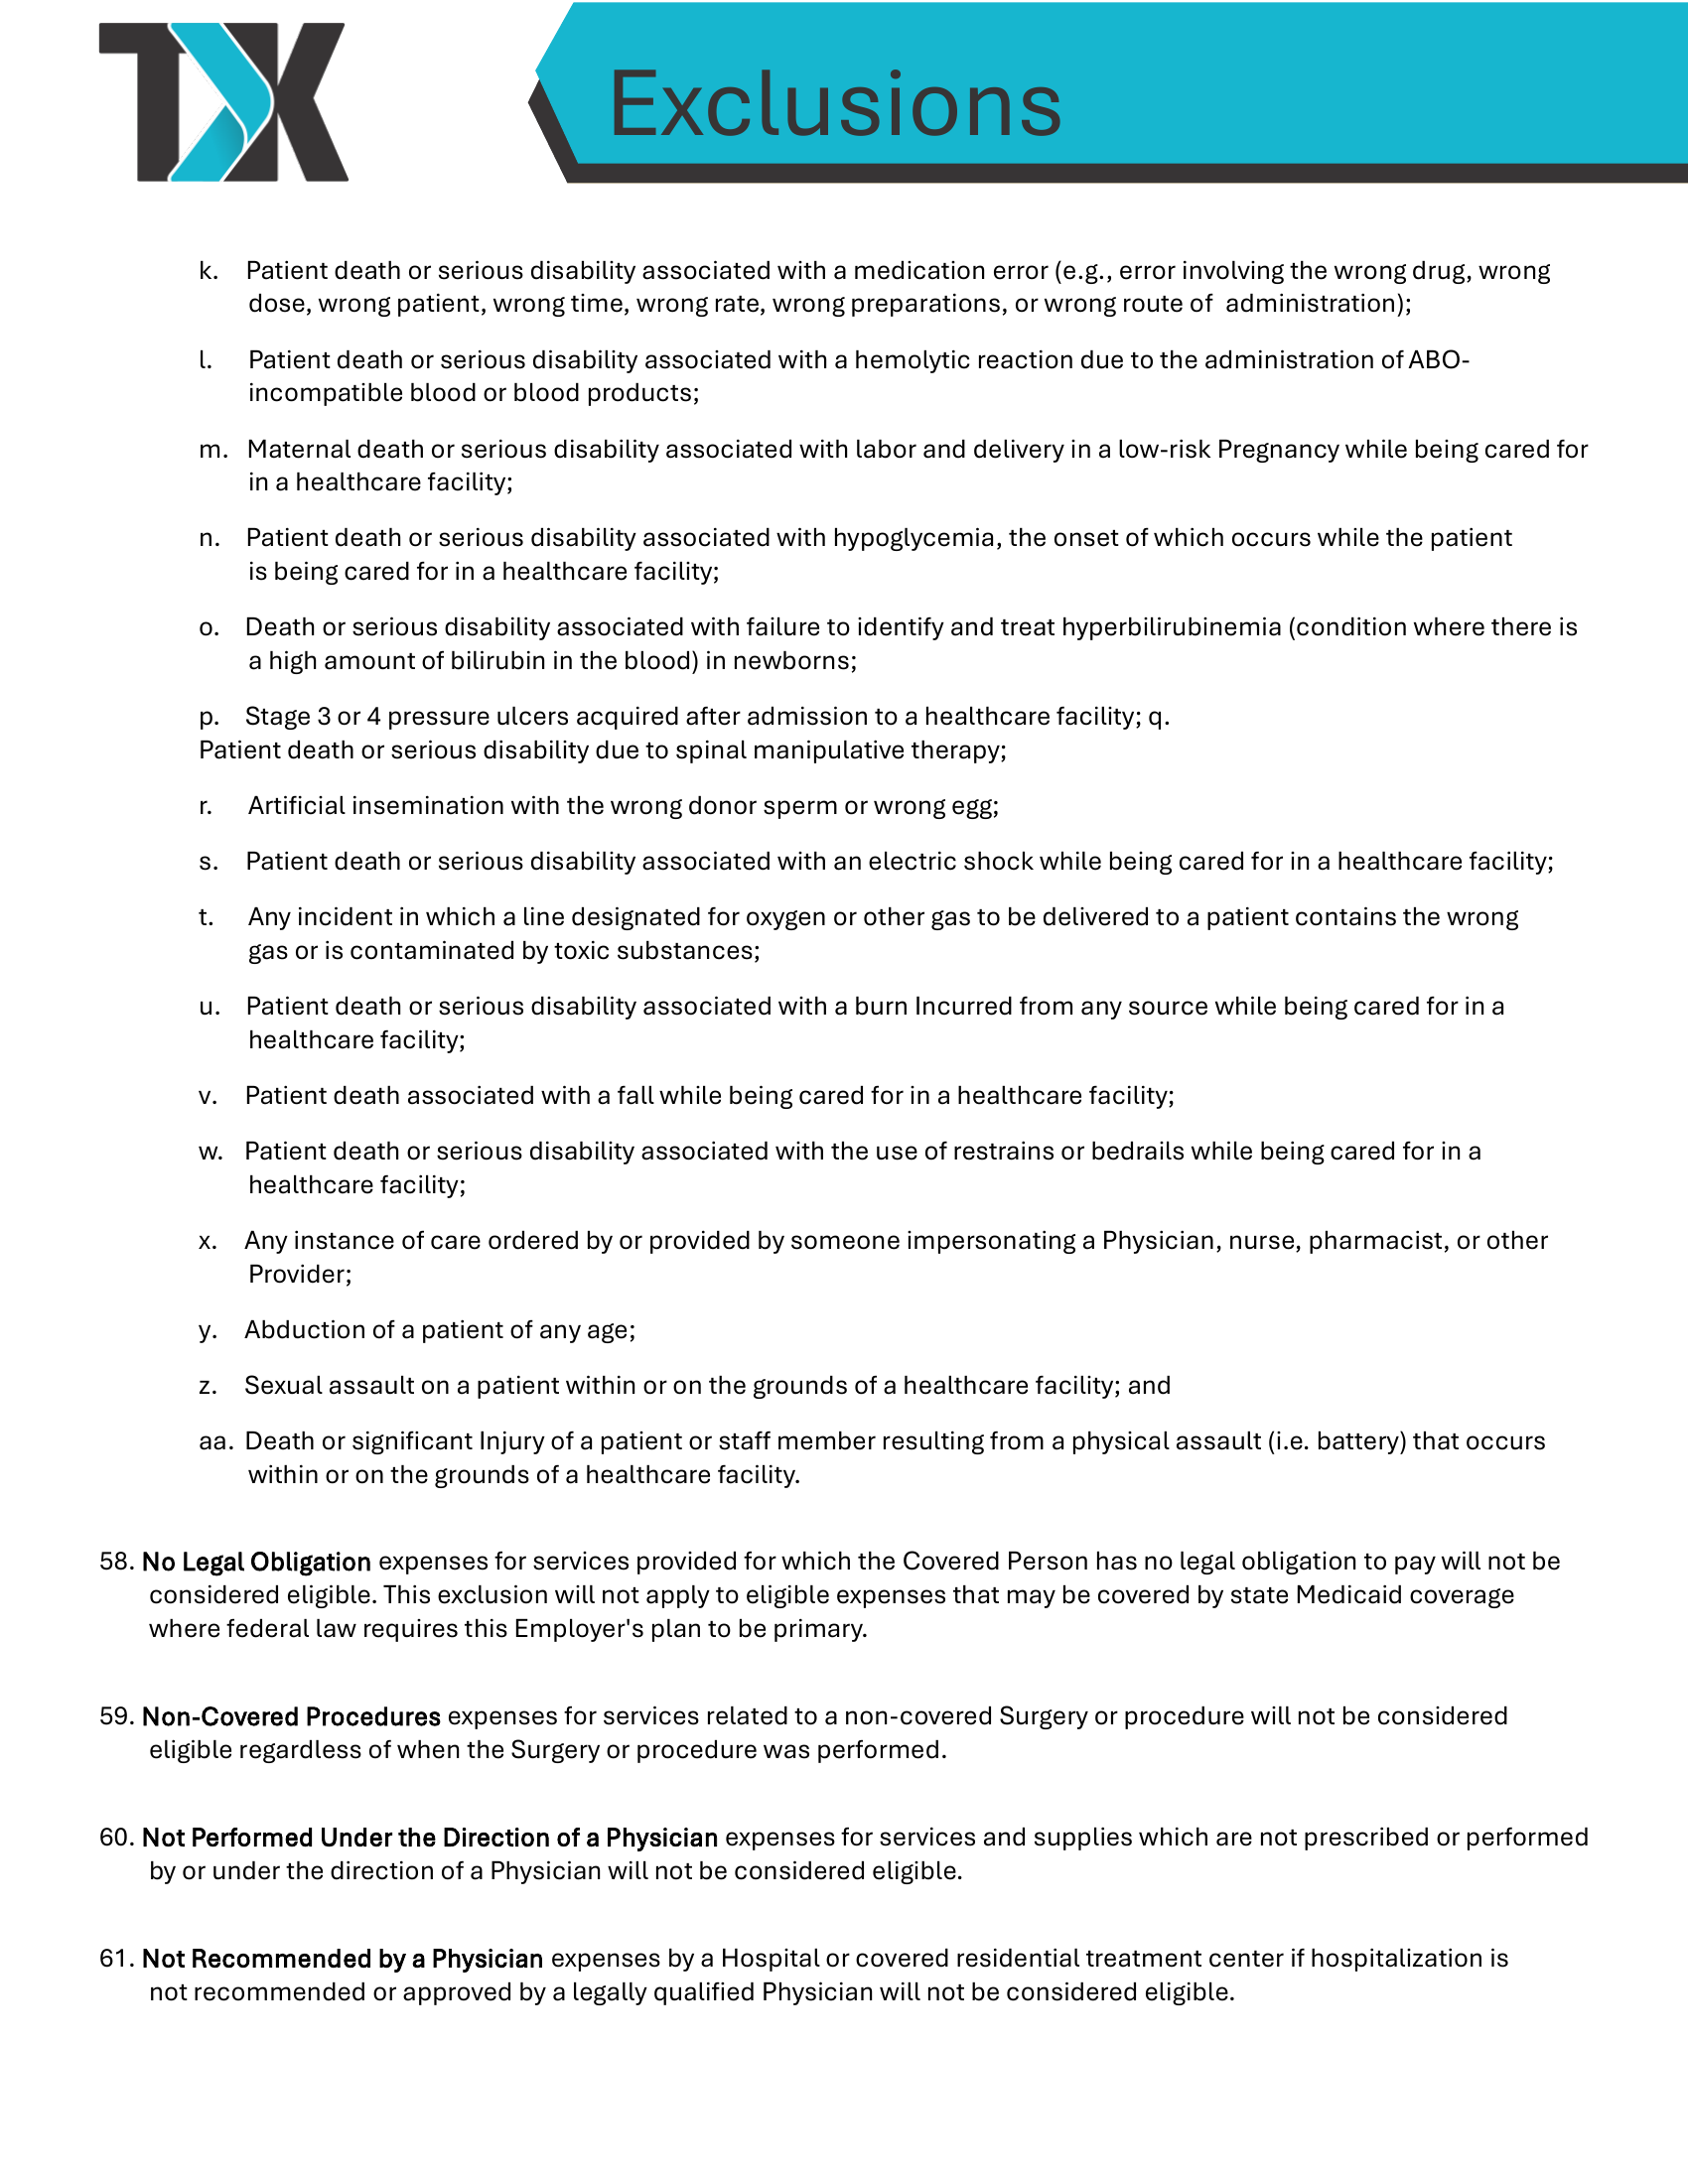 TXK
Exclusions
k. Patient death or serious disability associated with a medication error (e.g., error involving the wrong drug, wrong
dose, wrong patient, wrong time, wrong rate, wrong preparations, or wrong route of administration);
l. Patient death or serious disability associated with a hemolytic reaction due to the administration of ABO-
incompatible blood or blood products;
m. Maternal death or serious disability associated with labor and delivery in a low-risk Pregnancy while being cared for
in a healthcare facility;
n. Patient death or serious disability associated with hypoglycemia, the onset of which occurs while the patient
is being cared for in a healthcare facility;
o. Death or serious disability associated with failure to identify and treat hyperbilirubinemia (condition where there is
a high amount of bilirubin in the blood) in newborns;
p. Stage 3 or 4 pressure ulcers acquired after admission to a healthcare facility; q.
Patient death or serious disability due to spinal manipulative therapy;
r. Artificial insemination with the wrong donor sperm or wrong egg;
s. Patient death or serious disability associated with an electric shock while being cared for in a healthcare facility;
t. Any incident in which a line designated for oxygen or other gas to be delivered to a patient contains the wrong
gas or is contaminated by toxic substances;
u. Patient death or serious disability associated with a burn Incurred from any source while being cared for in a
healthcare facility;
v. Patient death associated with a fall while being cared for in a healthcare facility;
w. Patient death or serious disability associated with the use of restrains or bedrails while being cared for in a
healthcare facility;
x. Any instance of care ordered by or provided by someone impersonating a Physician, nurse, pharmacist, or other
Provider;
y. Abduction of a patient of any age;
z. Sexual assault on a patient within or on the grounds of a healthcare facility; and
aa. Death or significant Injury of a patient or staff member resulting from a physical assault (i.e. battery) that occurs
within or on the grounds of a healthcare facility.
58. No Legal Obligation expenses for services provided for which the Covered Person has no legal obligation to pay will not be
considered eligible. This exclusion will not apply to eligible expenses that may be covered by state Medicaid coverage
where federal law requires this Employer's plan to be primary.
59. Non-Covered Procedures expenses for services related to a non-covered Surgery or procedure will not be considered
eligible regardless of when the Surgery or procedure was performed.
60. Not Performed Under the Direction of a Physician expenses for services and supplies which are not prescribed or performed
by or under the direction of a Physician will not be considered eligible.
61. Not Recommended by a Physician expenses by a Hospital or covered residential treatment center if hospitalization is
not recommended or approved by a legally qualified Physician will not be considered eligible.